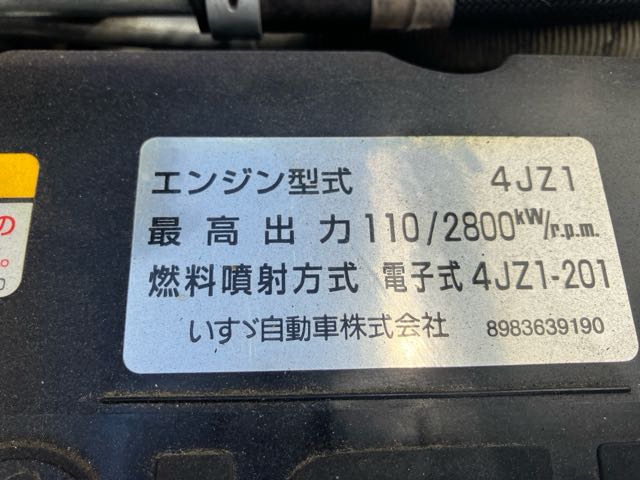 エンジン型式 4JZ1
最高出力 110/2800kW/r.p.m.
燃料噴射方式 電子式 4JZ1-201
いすゞ自動車株式会社 8983639190
の
。